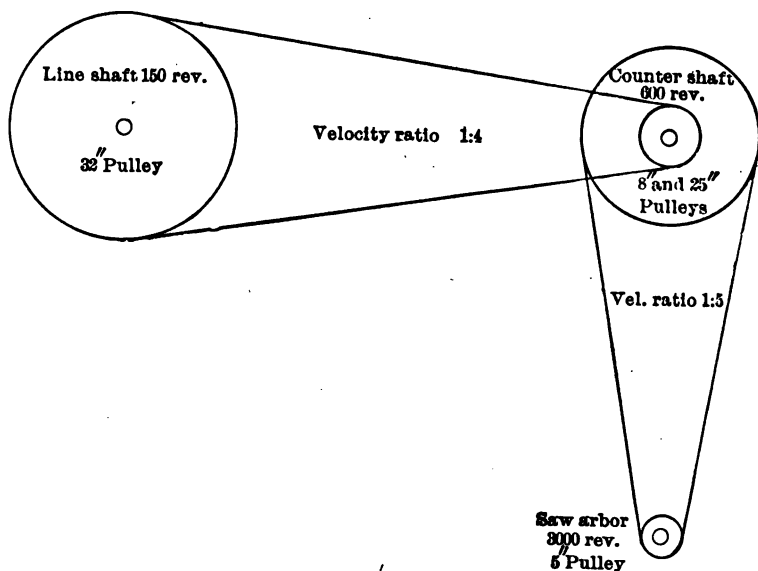 Line shaft 150 rev.
32" Pulley
Velocity ratio 1:4
Counter shaft
600 rev.
8" and 25"
Pulleys
Vel. ratio 1:5
Saw arbor
3000 rev.
5" Pulley